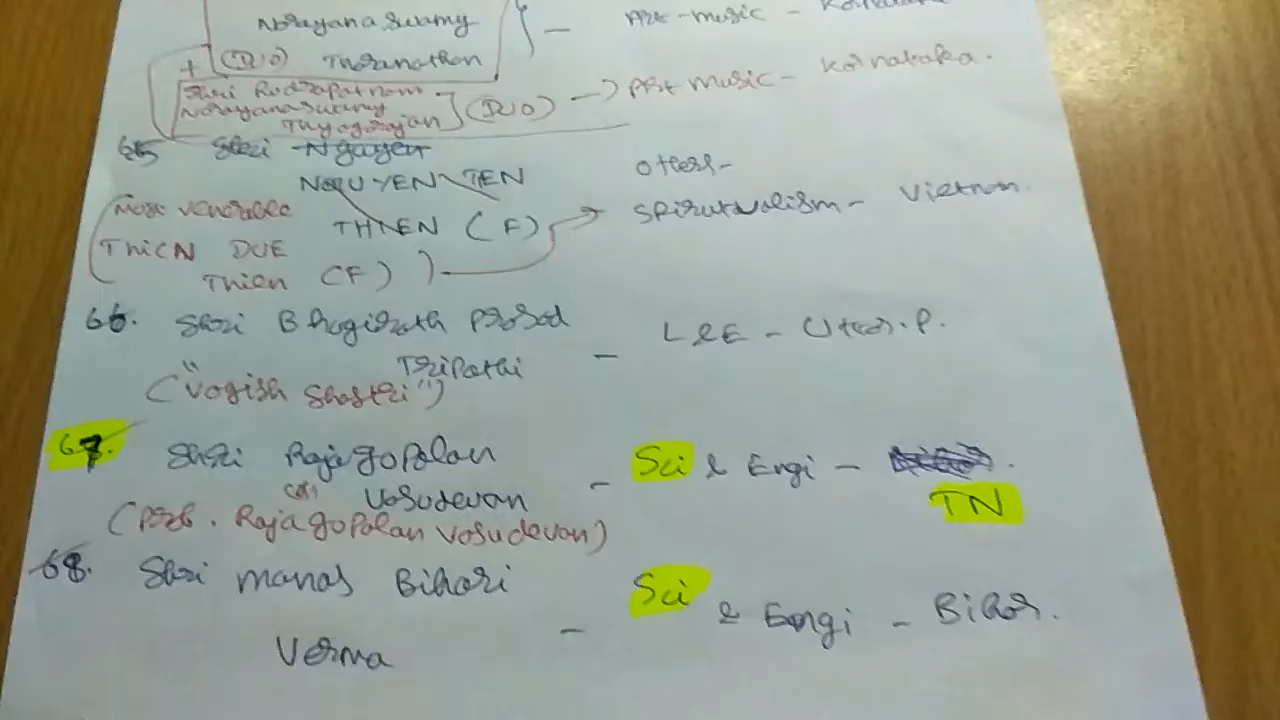 Narayana Swamy
(DUO) Tharanathan - Art-music - Karnataka
+ Shri Rudrapatnam
Narayanaswamy
Tayagarajan (DUO) → Art music - Karnataka.
65 Shri Nguyen
NGUYEN TEN
THIEN (F)
Others -
Spiritualism - Vietnam.
(Most Venerable
THICN DUE
Thien (F) )
66. Shri Bhagirath Prasad
Tripathi - L&E - Uttar.P.
("Vagish Shastri")
67. Shri Rajagopalan
Vasudevan - Sci & Engi -
TN
(Prof. Rajagopalan Vasudevan)
68. Shri Manas Bihari
Verma - Sci & Engi - Bihar.